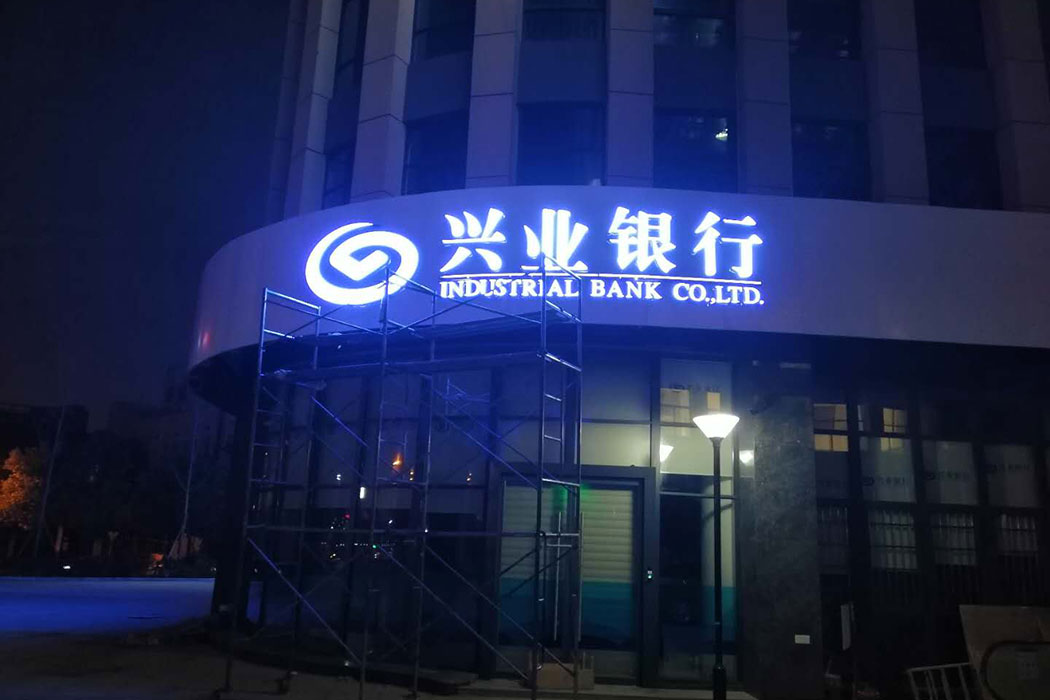 兴业银行
INDUSTRIAL BANK CO.,LTD.